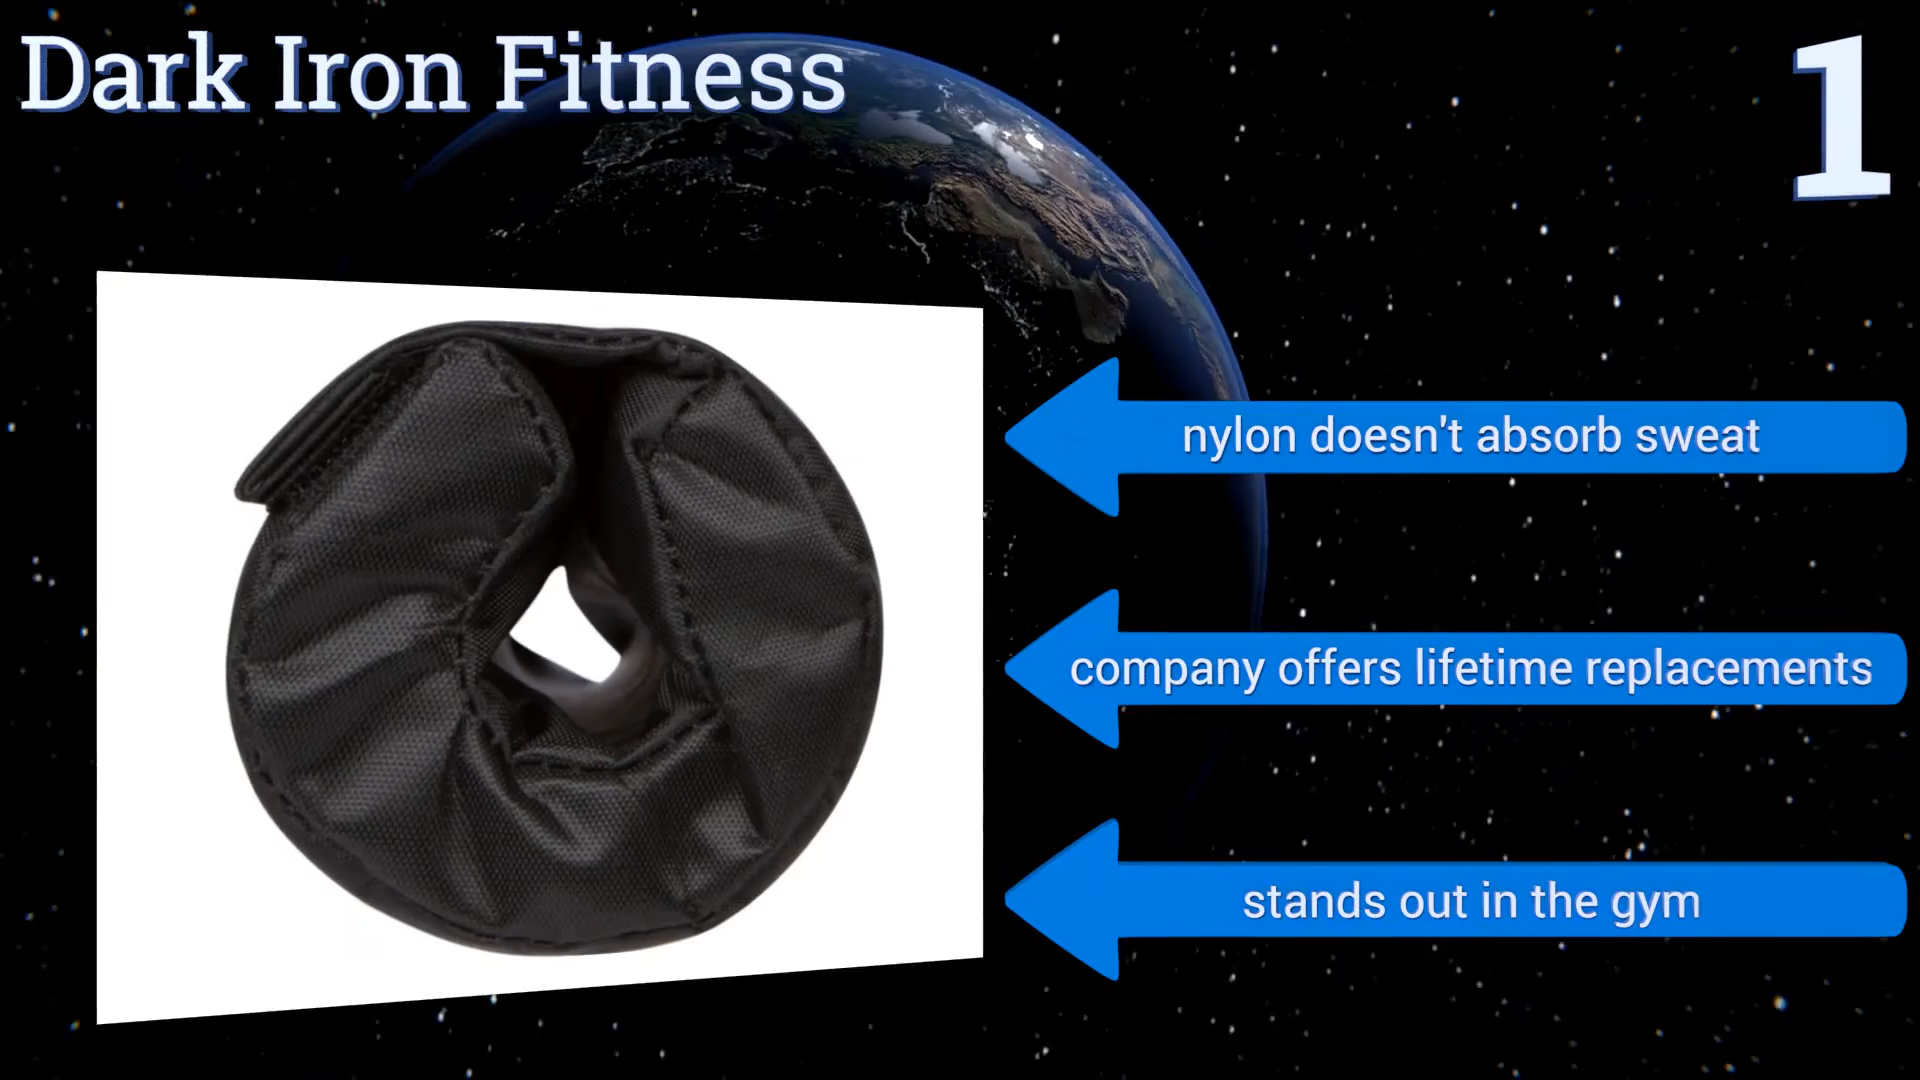 Dark Iron Fitness
1
nylon doesn't absorb sweat
company offers lifetime replacements
stands out in the gym